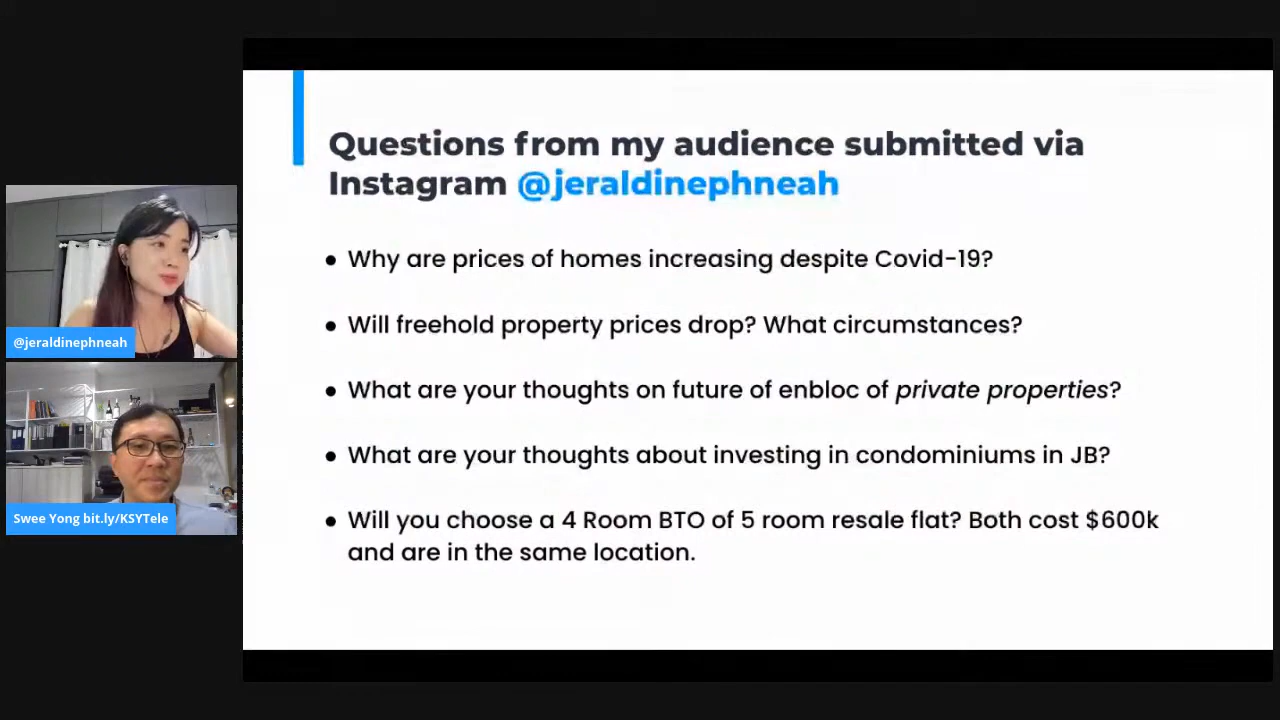 Questions from my audience submitted via
Instagram @jeraldinephneah
• Why are prices of homes increasing despite Covid-19?
• Will freehold property prices drop? What circumstances?
• What are your thoughts on future of enbloc of private properties?
• What are your thoughts about investing in condominiums in JB?
• Will you choose a 4 Room BTO of 5 room resale flat? Both cost $600k
and are in the same location.
@jeraldinephneah
Swee Yong bit.ly/KSYTele